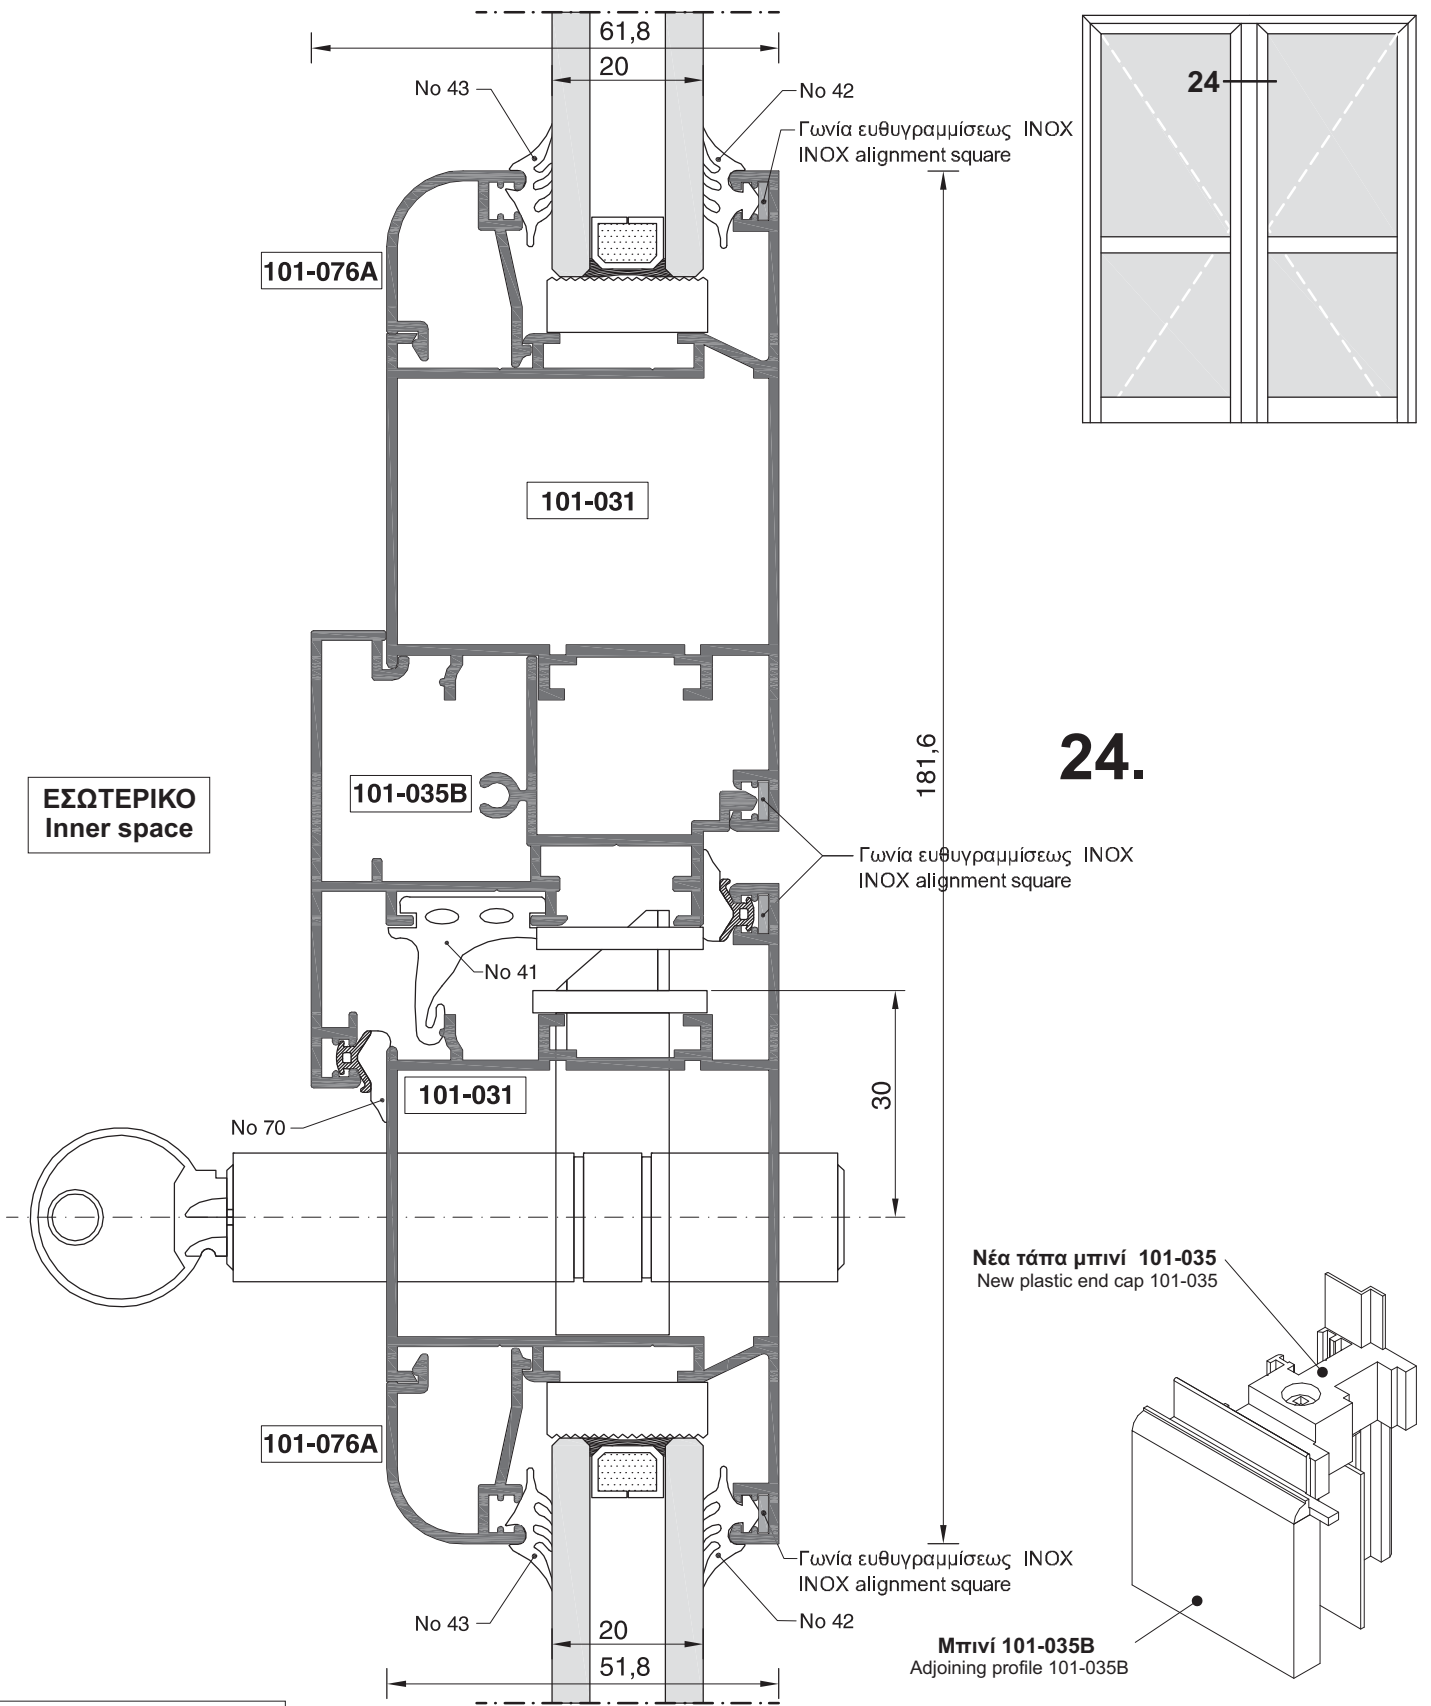 61,8
20
No 43
No 42
Γωνία ευθυγραμμίσεως INOX
INOX alignment square
24
101-076A
101-031
181,6
24.
ΕΣΩΤΕΡΙΚΟ
Inner space
101-035B
Γωνία ευθυγραμμίσεως INOX
INOX alignment square
No 41
30
101-031
No 70
Νέα τάπα μπινί 101-035
New plastic end cap 101-035
101-076A
Γωνία ευθυγραμμίσεως INOX
INOX alignment square
No 43
No 42
20
51,8
Μπινί 101-035B
Adjoining profile 101-035B